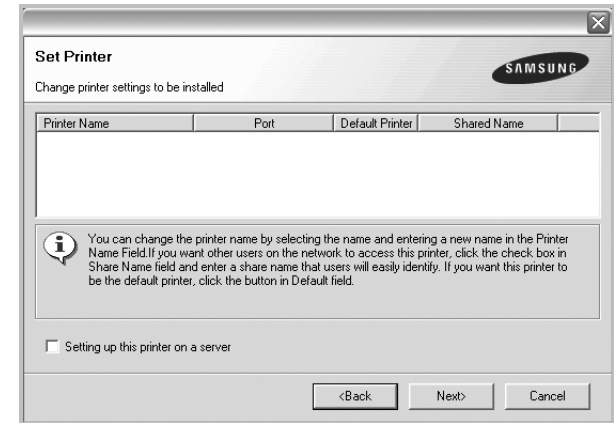 Set Printer
SAMSUNG
Change printer settings to be installed
Printer Name Port Default Printer Shared Name
You can change the printer name by selecting the name and entering a new name in the Printer
Name Field.If you want other users on the network to access this printer, click the check box in
Share Name field and enter a share name that users will easily identify. If you want this printer to
be the default printer, click the button in Default field.
Setting up this printer on a server
<Back Next> Cancel